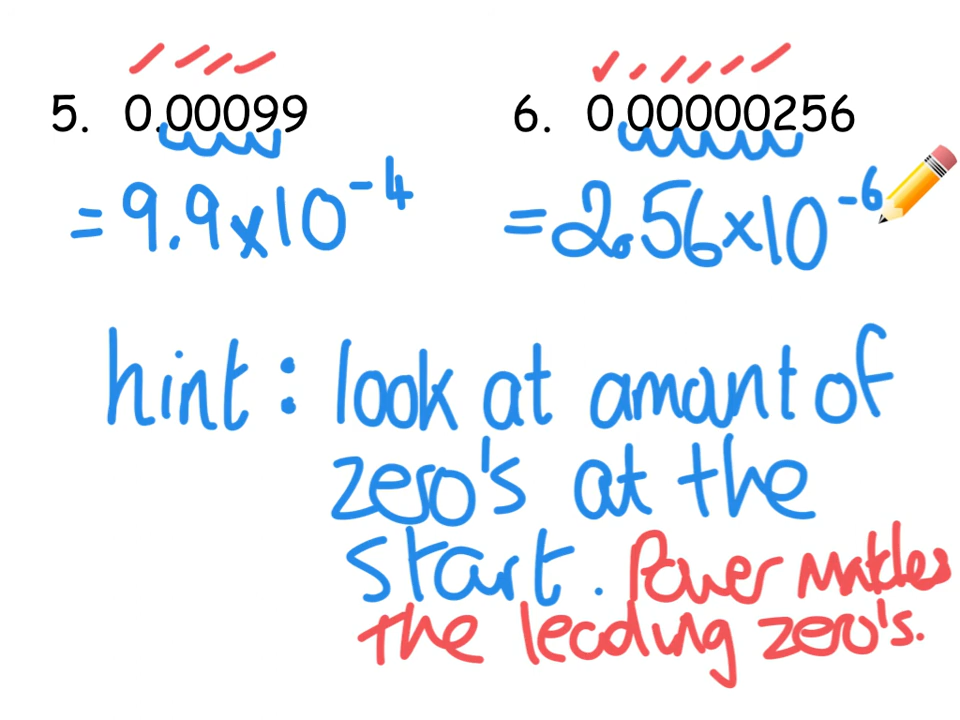 5. 0.00099 6. 0.00000256
= 9.9x10^-4 = 2.56x10^-6
hint: look at amount of
zero's at the
start. Power matches
the leading zero's.